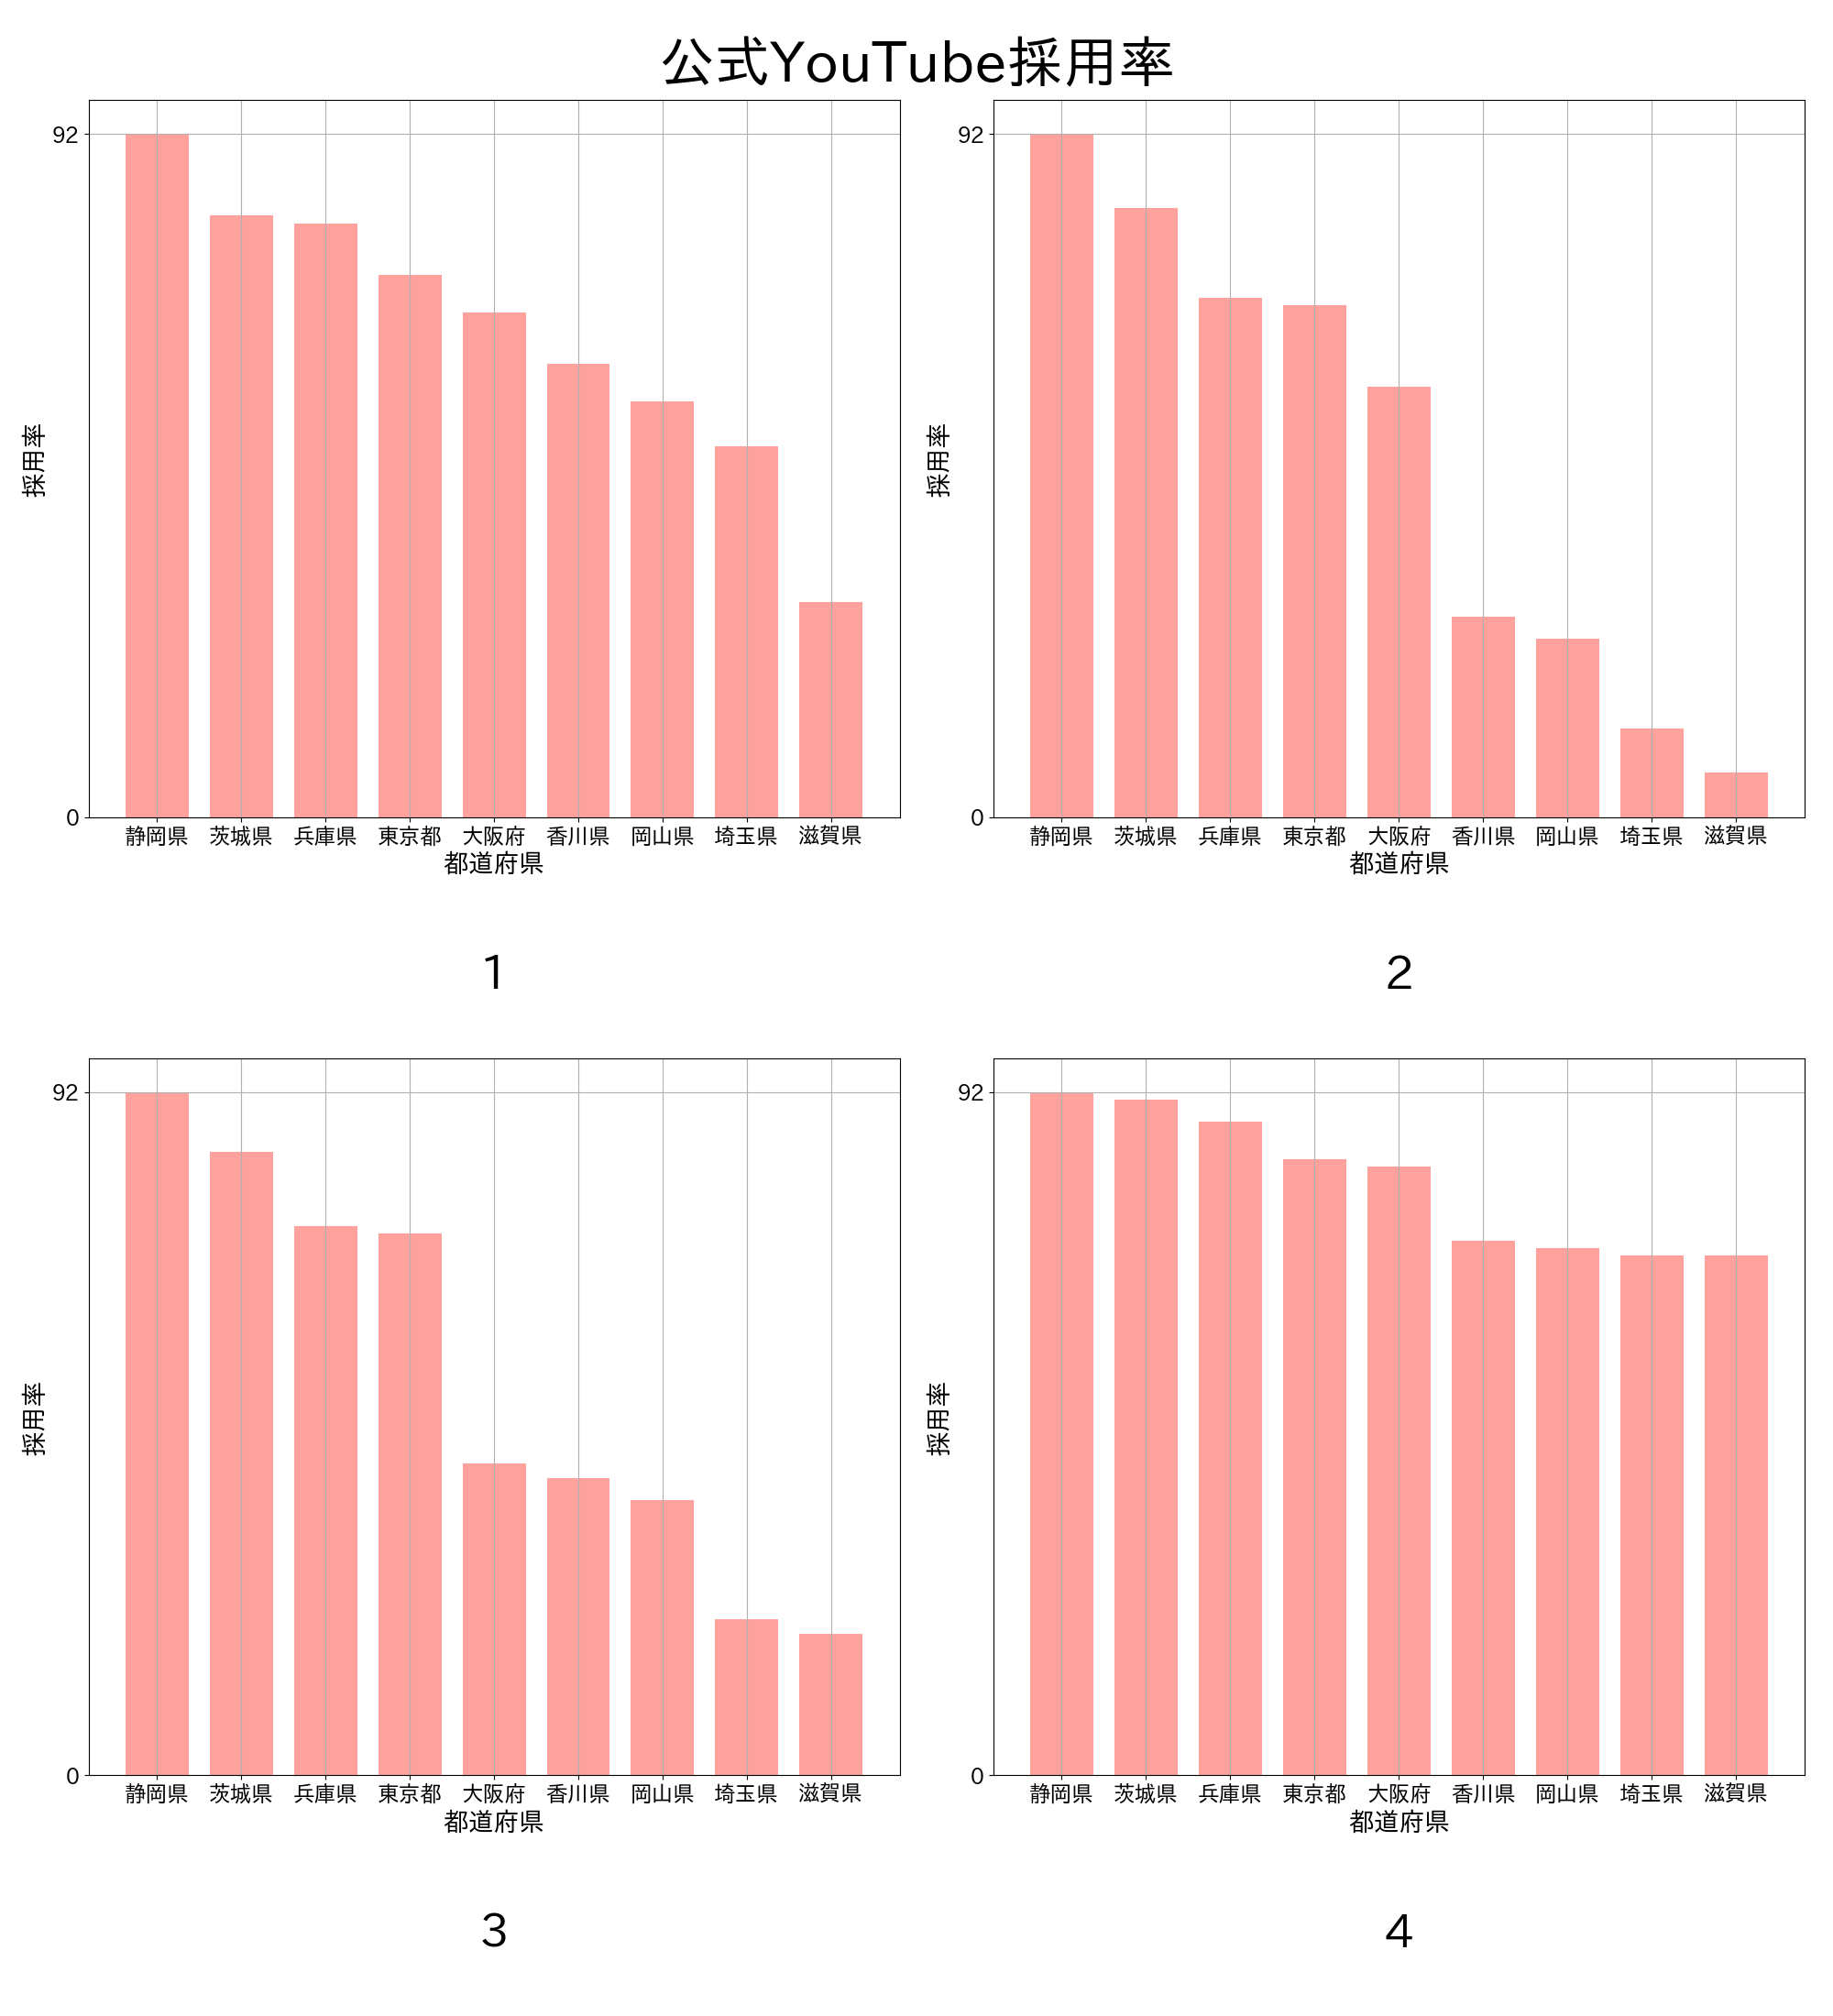 公式YouTube採用率
92
0
採用率
静岡県 茨城県 兵庫県 東京都 大阪府 香川県 岡山県 埼玉県 滋賀県
都道府県
1
92
0
採用率
静岡県 茨城県 兵庫県 東京都 大阪府 香川県 岡山県 埼玉県 滋賀県
都道府県
2
92
0
採用率
静岡県 茨城県 兵庫県 東京都 大阪府 香川県 岡山県 埼玉県 滋賀県
都道府県
3
92
0
採用率
静岡県 茨城県 兵庫県 東京都 大阪府 香川県 岡山県 埼玉県 滋賀県
都道府県
4